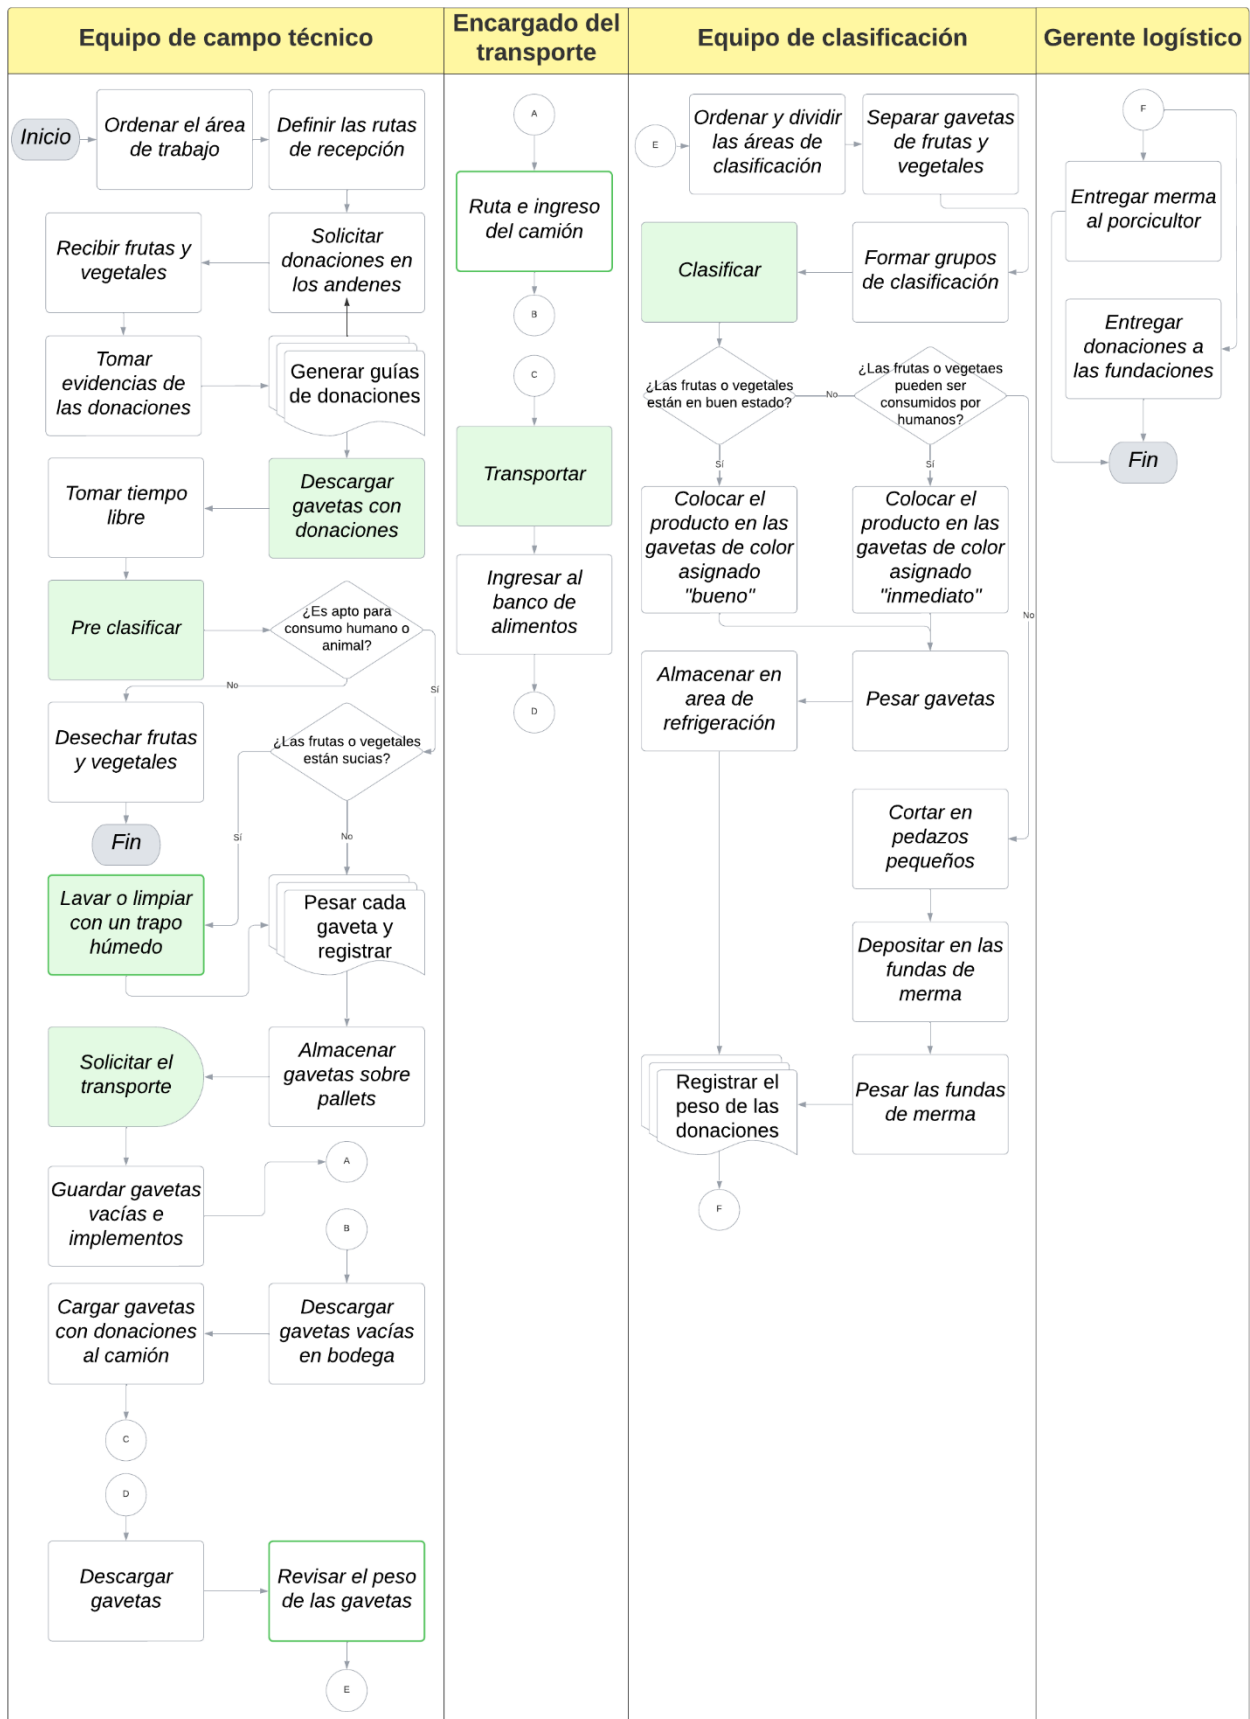 Equipo de campo técnico
Encargado del
transporte
Equipo de clasificación
Gerente logístico
Inicio
Ordenar el área
de trabajo
Definir las rutas
de recepción
Recibir frutas y
vegetales
Solicitar
donaciones en
los andenes
Tomar
evidencias de
las donaciones
Generar guías
de donaciones
Tomar tiempo
libre
Descargar
gavetas con
donaciones
Pre clasificar
¿Es apto para
consumo humano o
animal?
No
Sí
Desechar frutas
y vegetales
¿Las frutas o vegetales
están sucias?
Fin
Sí
No
Lavar o limpiar
con un trapo
húmedo
Pesar cada
gaveta y
registrar
Solicitar el
transporte
Almacenar
gavetas sobre
pallets
Guardar gavetas
vacías e
implementos
A
B
Cargar gavetas
con donaciones
al camión
Descargar
gavetas vacías
en bodega
C
D
Descargar
gavetas
Revisar el peso
de las gavetas
E
A
Ruta e ingreso
del camión
B
C
Transportar
Ingresar al
banco de
alimentos
D
E
Ordenar y dividir
las áreas de
clasificación
Separar gavetas
de frutas y
vegetales
Clasificar
Formar grupos
de clasificación
¿Las frutas o vegetales
están en buen estado?
No
¿Las frutas o vegetaes
pueden ser
consumidos por
humanos?
Sí
Sí
Colocar el
producto en las
gavetas de color
asignado
"bueno"
Colocar el
producto en las
gavetas de color
asignado
"inmediato"
No
Almacenar en
area de
refrigeración
Pesar gavetas
Cortar en
pedazos
pequeños
Depositar en las
fundas de
merma
Registrar el
peso de las
donaciones
Pesar las fundas
de merma
F
F
Entregar merma
al porcicultor
Entregar
donaciones a
las fundaciones
Fin